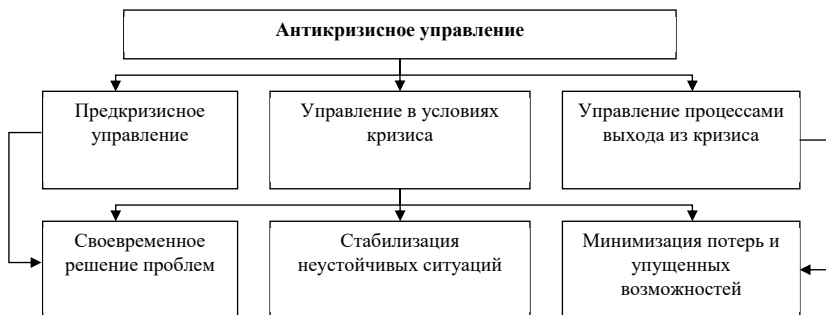 Антикризисное управление
Предкризисное
управление
Управление в условиях
кризиса
Управление процессами
выхода из кризиса
Своевременное
решение проблем
Стабилизация
неустойчивых ситуаций
Минимизация потерь и
упущенных
возможностей